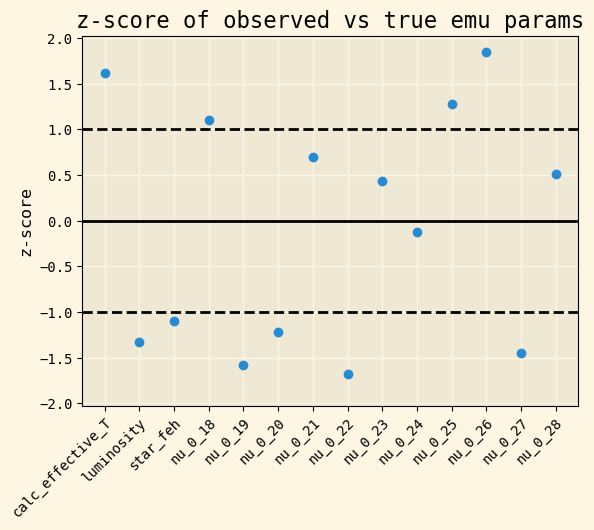 z-score of observed vs true emu params
z-score
2.0
1.5
1.0
0.5
0.0
−0.5
−1.0
−1.5
−2.0
calc_effective_T
luminosity
star_feh
nu_0_18
nu_0_19
nu_0_20
nu_0_21
nu_0_22
nu_0_23
nu_0_24
nu_0_25
nu_0_26
nu_0_27
nu_0_28